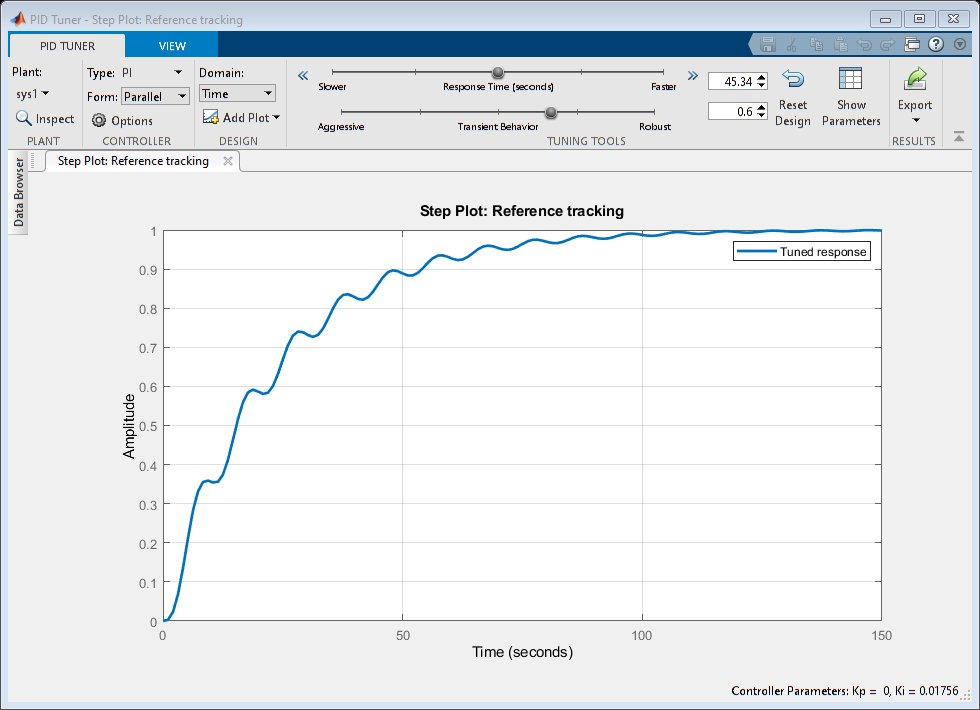 PID Tuner - Step Plot: Reference tracking
PID TUNER VIEW
Plant: Type: PI Domain:
sys1 Form: Parallel Time
Inspect Options Add Plot
PLANT CONTROLLER DESIGN
Slower Response Time (seconds) Faster 45.34
Aggressive Transient Behavior Robust 0.6
Reset Design
Show Parameters
Export
TUNING TOOLS RESULTS
Data Browser
Step Plot: Reference tracking
Step Plot: Reference tracking
Tuned response
1
0.9
0.8
0.7
0.6
0.5
0.4
0.3
0.2
0.1
0
Amplitude
0 50 100 150
Time (seconds)
Controller Parameters: Kp = 0, Ki = 0.01756